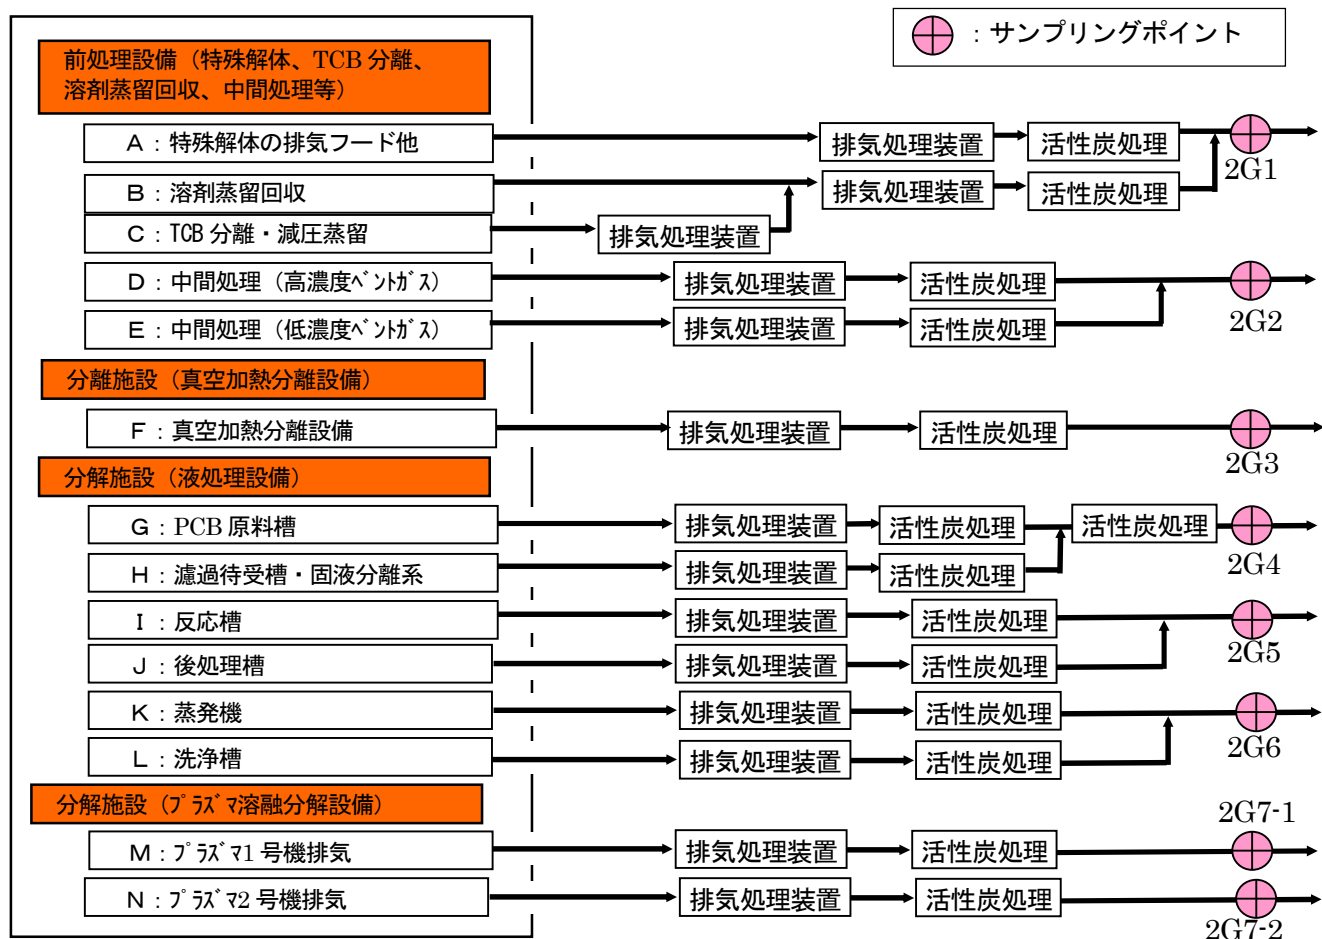 ：サンプリングポイント
前処理設備（特殊解体、TCB 分離、
溶剤蒸留回収、中間処理等）
A：特殊解体の排気フード他
排気処理装置
活性炭処理
2G1
B：溶剤蒸留回収
排気処理装置
活性炭処理
C：TCB 分離・減圧蒸留
排気処理装置
D：中間処理（高濃度ﾍﾞﾝﾄｶﾞｽ）
排気処理装置
活性炭処理
2G2
E：中間処理（低濃度ﾍﾞﾝﾄｶﾞｽ）
排気処理装置
活性炭処理
分離施設（真空加熱分離設備）
F：真空加熱分離設備
排気処理装置
活性炭処理
2G3
分解施設（液処理設備）
G：PCB 原料槽
排気処理装置
活性炭処理
活性炭処理
2G4
H：濾過待受槽・固液分離系
排気処理装置
活性炭処理
I：反応槽
排気処理装置
活性炭処理
2G5
J：後処理槽
排気処理装置
活性炭処理
K：蒸発機
排気処理装置
活性炭処理
2G6
L：洗浄槽
排気処理装置
活性炭処理
分解施設（ﾌﾟﾗｽﾞﾏ溶融分解設備）
2G7-1
M：ﾌﾟﾗｽﾞﾏ1 号機排気
排気処理装置
活性炭処理
N：ﾌﾟﾗｽﾞﾏ2 号機排気
排気処理装置
活性炭処理
2G7-2